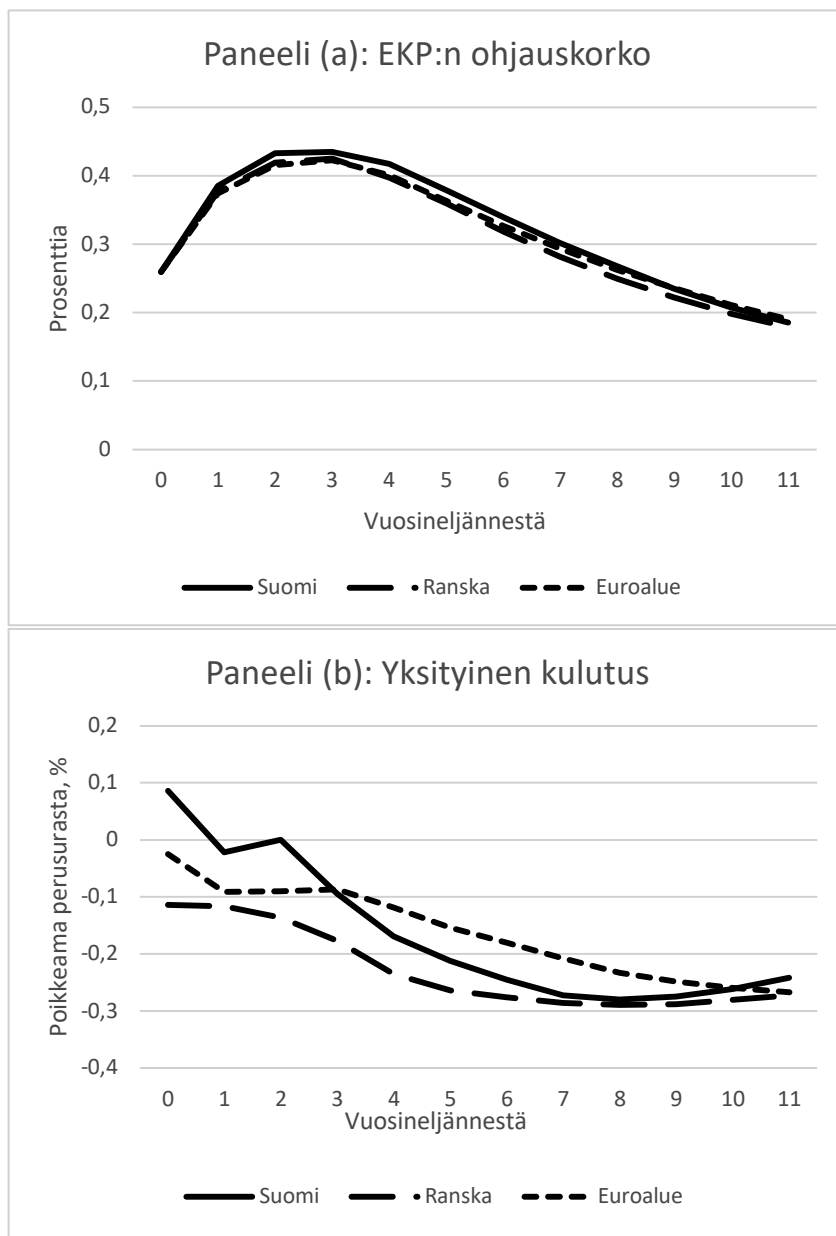 Paneeli (a): EKP:n ohjauskorko
Prosenttia
0,5
0,4
0,3
0,2
0,1
0
0 1 2 3 4 5 6 7 8 9 10 11
Vuosineljännestä
Suomi Ranska Euroalue
Paneeli (b): Yksityinen kulutus
Poikkeama perusurasta, %
0,2
0,1
0
-0,1
-0,2
-0,3
-0,4
0 1 2 3 4 5 6 7 8 9 10 11
Vuosineljännestä
Suomi Ranska Euroalue